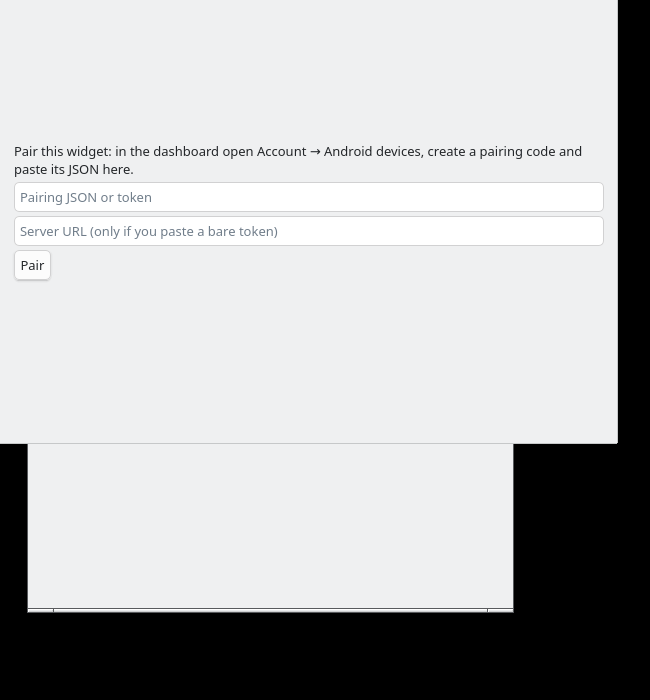 Pair this widget: in the dashboard open Account → Android devices, create a pairing code and
paste its JSON here.
Pairing JSON or token
Server URL (only if you paste a bare token)
Pair